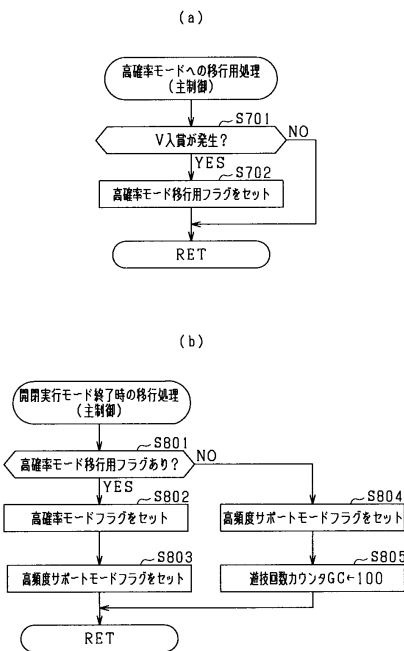 (a)
高確率モードへの移行用処理
(主制御)
S701
V入賞が発生?
NO
YES
S702
高確率モード移行用フラグをセット
RET
(b)
開閉実行モード終了時の移行処理
(主制御)
S801
高確率モード移行用フラグあり?
NO
YES
S802
高確率モードフラグをセット
S804
高頻度サポートモードフラグをセット
S803
高頻度サポートモードフラグをセット
S805
遊技回数カウンタGC←100
RET